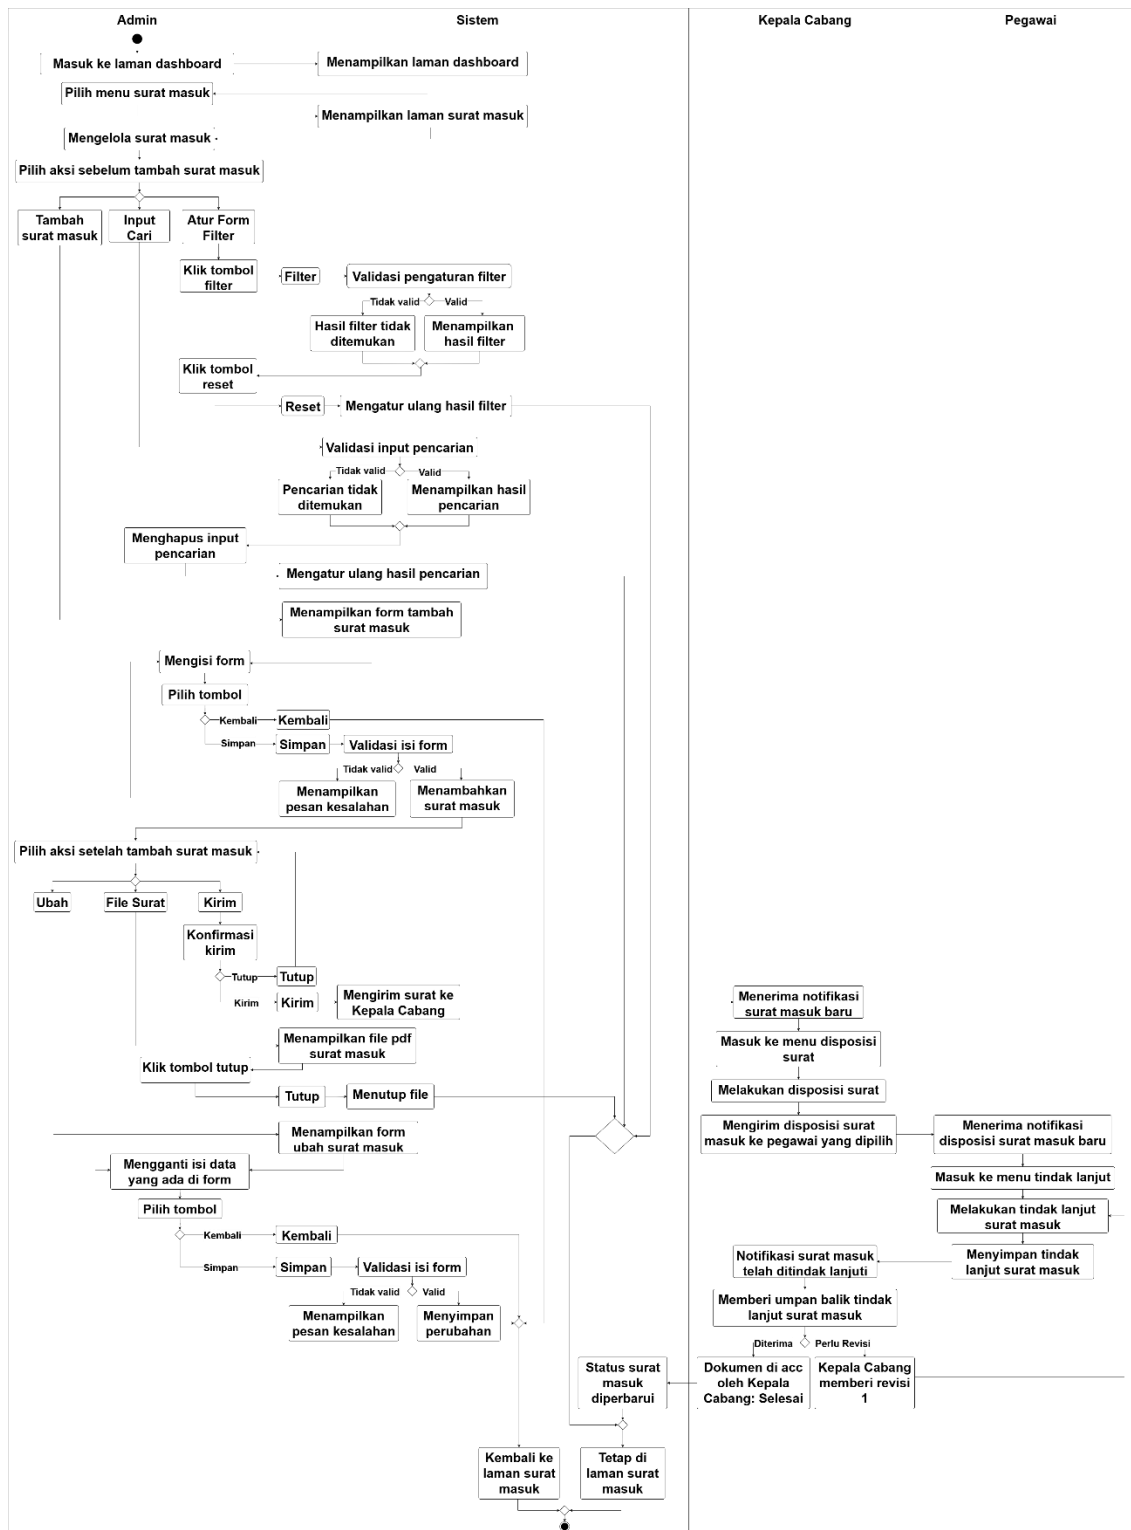 Admin
Sistem
Kepala Cabang
Pegawai
Masuk ke laman dashboard
Menampilkan laman dashboard
Pilih menu surat masuk
Menampilkan laman surat masuk
Mengelola surat masuk
Pilih aksi sebelum tambah surat masuk
Tambah
surat masuk
Input
Cari
Atur Form
Filter
Klik tombol
filter
Filter
Validasi pengaturan filter
Tidak valid
Valid
Hasil filter tidak
ditemukan
Menampilkan
hasil filter
Klik tombol
reset
Reset
Mengatur ulang hasil filter
Validasi input pencarian
Tidak valid
Valid
Pencarian tidak
ditemukan
Menampilkan hasil
pencarian
Menghapus input
pencarian
Mengatur ulang hasil pencarian
Menampilkan form tambah
surat masuk
Mengisi form
Pilih tombol
Kembali
Kembali
Simpan
Simpan
Validasi isi form
Tidak valid
Valid
Menampilkan
pesan kesalahan
Menambahkan
surat masuk
Pilih aksi setelah tambah surat masuk
Ubah
File Surat
Kirim
Konfirmasi
kirim
Tutup
Tutup
Kirim
Kirim
Mengirim surat ke
Kepala Cabang
Menerima notifikasi
surat masuk baru
Menampilkan file pdf
surat masuk
Masuk ke menu disposisi
surat
Klik tombol tutup
Tutup
Menutup file
Melakukan disposisi surat
Mengirim disposisi surat
masuk ke pegawai yang dipilih
Menerima notifikasi
disposisi surat masuk baru
Menampilkan form
ubah surat masuk
Mengganti isi data
yang ada di form
Masuk ke menu tindak lanjut
Pilih tombol
Melakukan tindak lanjut
surat masuk
Kembali
Kembali
Simpan
Simpan
Validasi isi form
Notifikasi surat masuk
telah ditindak lanjuti
Menyimpan tindak
lanjut surat masuk
Tidak valid
Valid
Menampilkan
pesan kesalahan
Menyimpan
perubahan
Memberi umpan balik tindak
lanjut surat masuk
Diterima
Perlu Revisi
Status surat
masuk
diperbarui
Dokumen di acc
oleh Kepala
Cabang: Selesai
Kepala Cabang
memberi revisi
1
Kembali ke
laman surat
masuk
Tetap di
laman surat
masuk